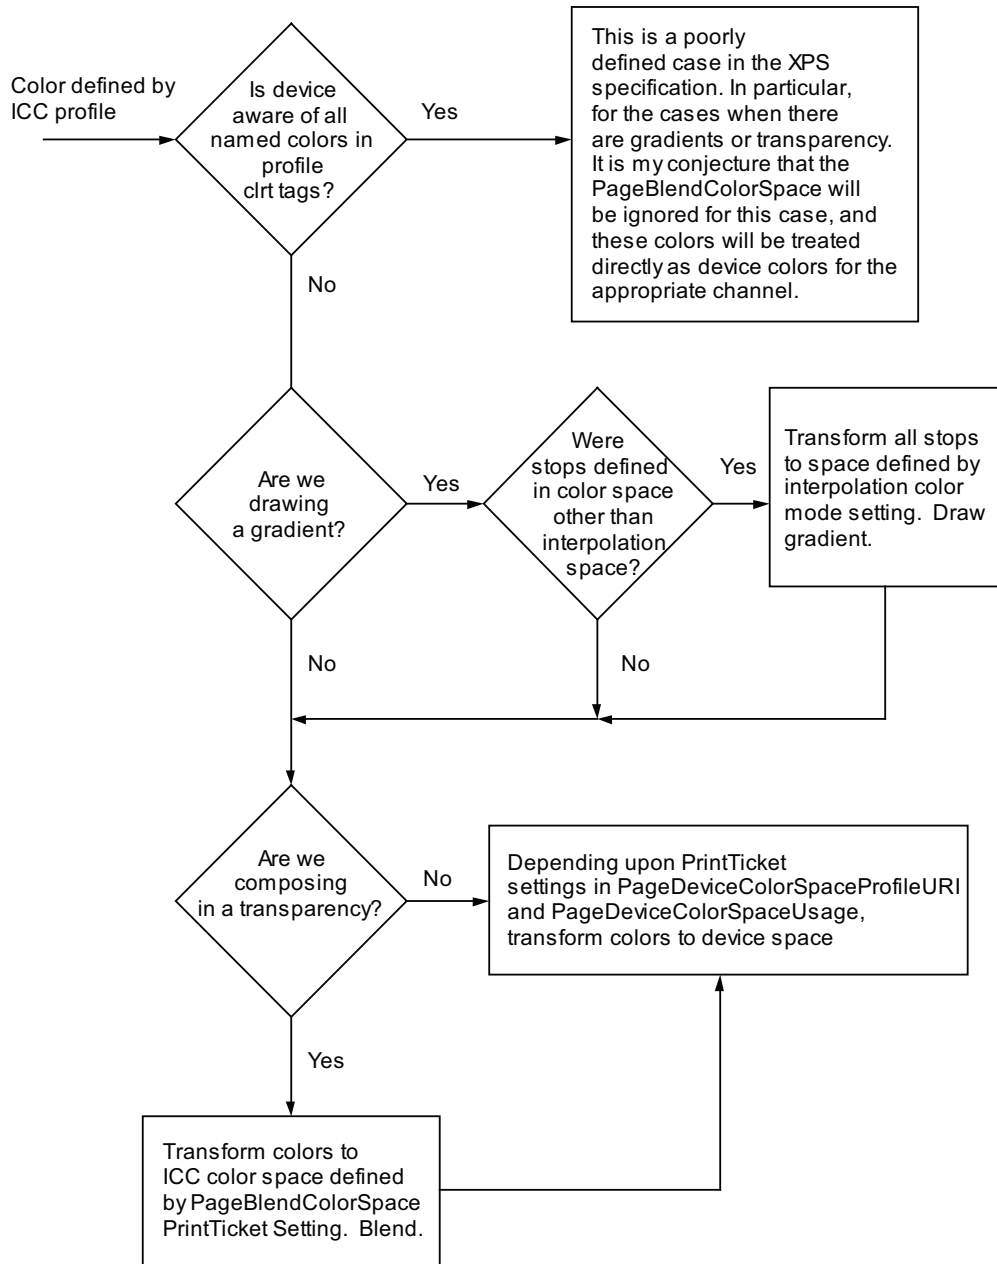 Color defined by
ICC profile
Is device
aware of all
named colors in
profile
clrt tags?
Yes
This is a poorly
defined case in the XPS
specification. In particular,
for the cases when there
are gradients or transparency.
It is my conjecture that the
PageBlendColorSpace will
be ignored for this case, and
these colors will be treated
directly as device colors for the
appropriate channel.
No
Are we
drawing
a gradient?
Yes
Were
stops defined
in color space
other than
interpolation
space?
Yes
Transform all stops
to space defined by
interpolation color
mode setting.  Draw
gradient.
No
No
Are we
composing
in a transparency?
No
Depending upon PrintTicket
settings in PageDeviceColorSpaceProfileURI
and PageDeviceColorSpaceUsage,
transform colors to device space
Yes
Transform colors to
ICC color space defined
by PageBlendColorSpace
PrintTicket Setting.  Blend.